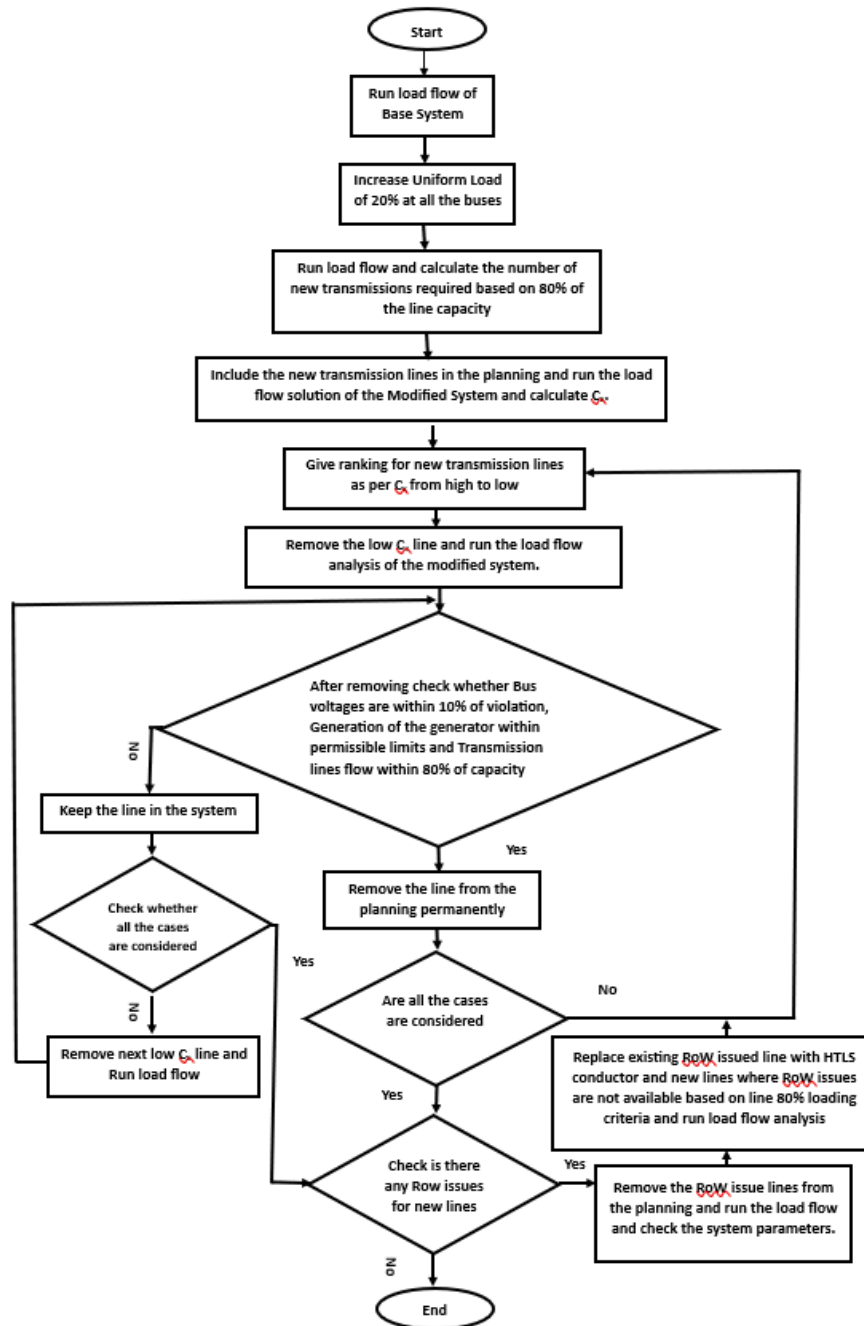 Start
Run load flow of
Base System
Increase Uniform Load
of 20% at all the buses
Run load flow and calculate the number of
new transmissions required based on 80% of
the line capacity
Include the new transmission lines in the planning and run the load
flow solution of the Modified System and calculate C
Give ranking for new transmission lines
as per C from high to low
Remove the low C line and run the load flow
analysis of the modified system.
After removing check whether Bus
voltages are within 10% of violation,
Generation of the generator within
permissible limits and Transmission
lines flow within 80% of capacity
No
Keep the line in the system
Yes
Remove the line from the
planning permanently
Check whether
all the cases
are considered
Yes
No
Are all the cases
are considered
No
Remove next low C line and
Run load flow
Replace existing RoW issued line with HTLS
conductor and new lines where RoW issues
are not available based on line 80% loading
criteria and run load flow analysis
Yes
Check is there
any Row issues
for new lines
Yes
Remove the RoW issue lines from
the planning and run the load flow
and check the system parameters.
No
End